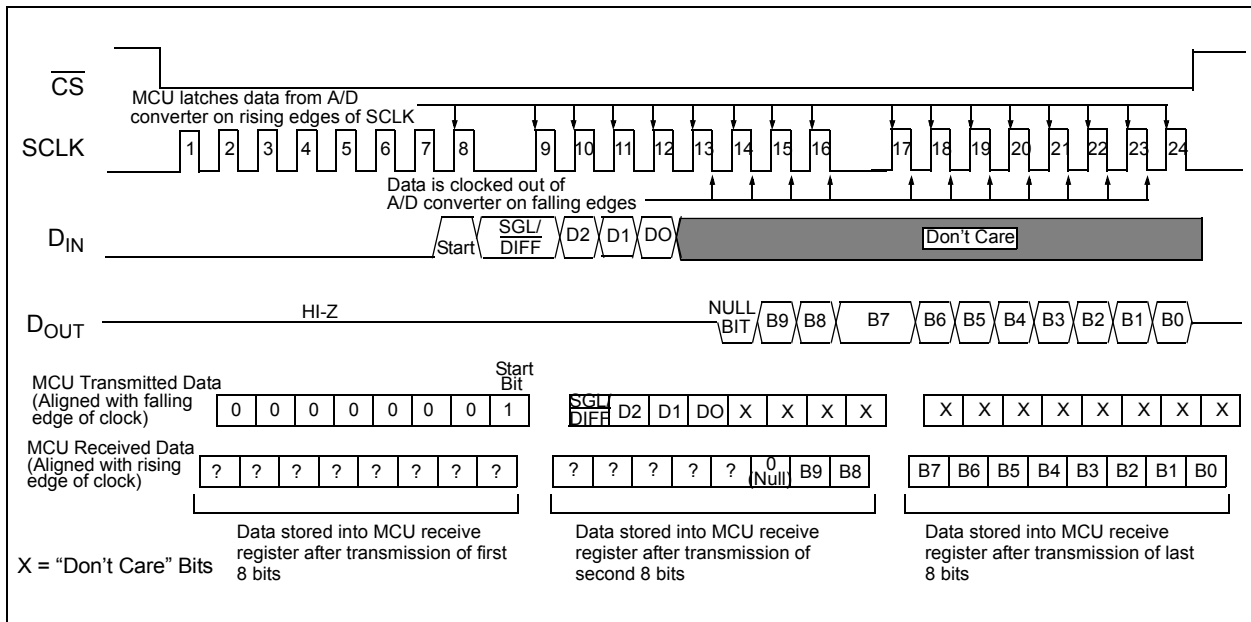 CS
MCU latches data from A/D
converter on rising edges of SCLK
SCLK
1 2 3 4 5 6 7 8 9 10 11 12 13 14 15 16 17 18 19 20 21 22 23 24
Data is clocked out of
A/D converter on falling edges
DIN
Start SGL/
DIFF D2 D1 DO Don't Care
HI-Z
DOUT
NULL
BIT B9 B8 B7 B6 B5 B4 B3 B2 B1 B0
Start
Bit
MCU Transmitted Data
(Aligned with falling
edge of clock)
0 0 0 0 0 0 0 1 SGL/
DIFF D2 D1 DO X X X X X X X X X X X X
MCU Received Data
(Aligned with rising
edge of clock)
? ? ? ? ? ? ? ? ? ? ? ? ? 0
(Null) B9 B8 B7 B6 B5 B4 B3 B2 B1 B0
Data stored into MCU receive
register after transmission of first
8 bits
Data stored into MCU receive
register after transmission of
second 8 bits
Data stored into MCU receive
register after transmission of last
8 bits
X = “Don’t Care” Bits